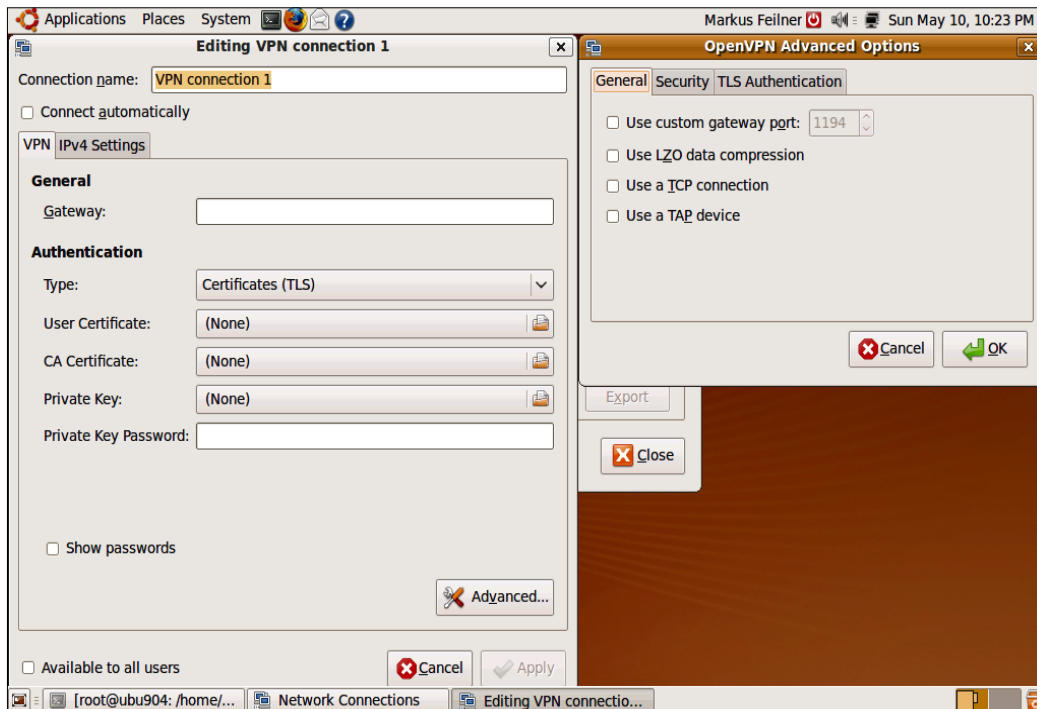 Applications Places System
Markus Feilner Sun May 10, 10:23 PM
Editing VPN connection 1
Connection name: VPN connection 1
Connect automatically
VPN IPv4 Settings
General
Gateway:
Authentication
Type: Certificates (TLS)
User Certificate: (None)
CA Certificate: (None)
Private Key: (None)
Private Key Password:
Show passwords
Advanced...
Available to all users
Cancel Apply
OpenVPN Advanced Options
General Security TLS Authentication
Use custom gateway port: 1194
Use LZO data compression
Use a TCP connection
Use a TAP device
Cancel OK
Export
Close
[root@ubu904: /home/... Network Connections Editing VPN connectio...